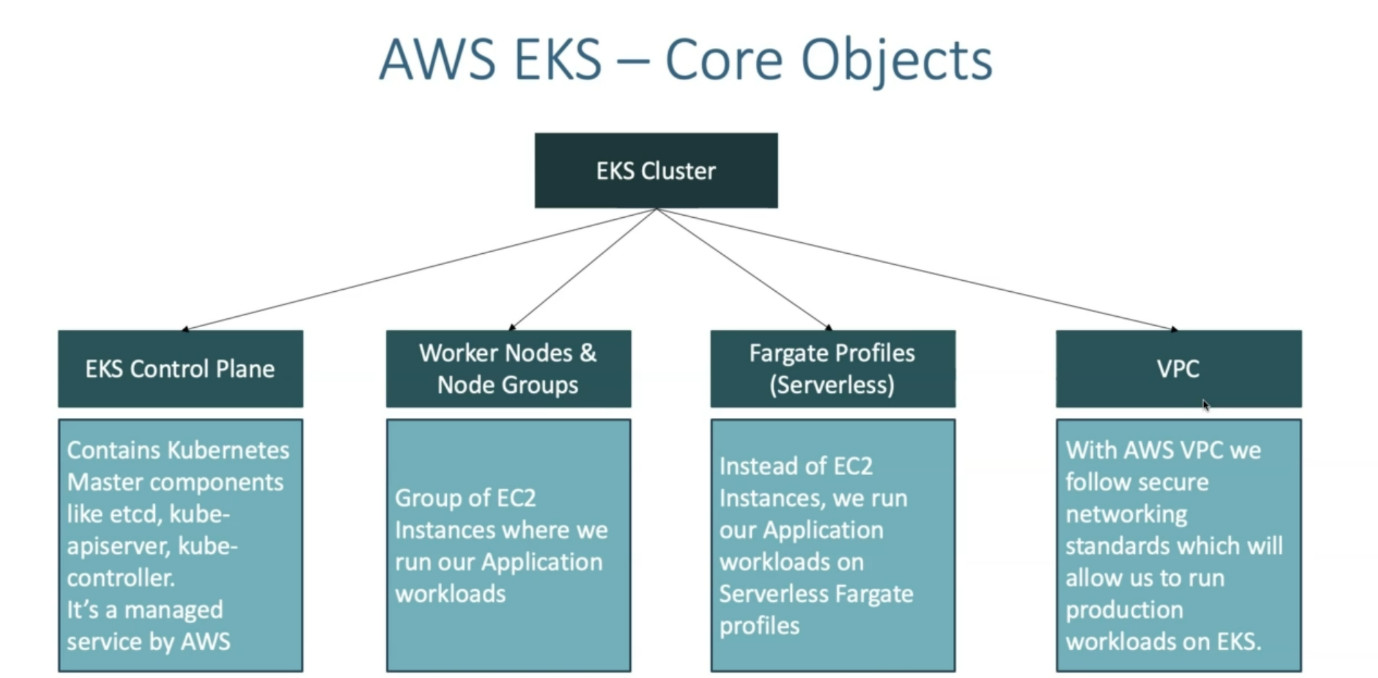 AWS EKS – Core Objects
EKS Cluster
EKS Control Plane
Contains Kubernetes
Master components
like etcd, kube-
apiserver, kube-
controller.
It's a managed
service by AWS
Worker Nodes &
Node Groups
Group of EC2
Instances where we
run our Application
workloads
Fargate Profiles
(Serverless)
Instead of EC2
Instances, we run
our Application
workloads on
Serverless Fargate
profiles
VPC
With AWS VPC we
follow secure
networking
standards which will
allow us to run
production
workloads on EKS.